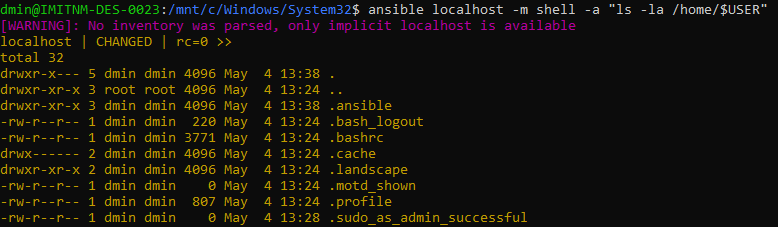 dmin@IMITNM-DES-0023:/mnt/c/Windows/System32$ ansible localhost -m shell -a "ls -la /home/$USER"
[WARNING]: No inventory was parsed, only implicit localhost is available
localhost | CHANGED | rc=0 >>
total 32
drwxr-x--- 5 dmin dmin 4096 May  4 13:38 .
drwxr-xr-x 3 root root 4096 May  4 13:24 ..
drwxr-xr-x 3 dmin dmin 4096 May  4 13:38 .ansible
-rw-r--r-- 1 dmin dmin  220 May  4 13:24 .bash_logout
-rw-r--r-- 1 dmin dmin 3771 May  4 13:24 .bashrc
drwx------ 2 dmin dmin 4096 May  4 13:24 .cache
drwxr-xr-x 2 dmin dmin 4096 May  4 13:24 .landscape
-rw-r--r-- 1 dmin dmin    0 May  4 13:24 .motd_shown
-rw-r--r-- 1 dmin dmin  807 May  4 13:24 .profile
-rw-r--r-- 1 dmin dmin    0 May  4 13:28 .sudo_as_admin_successful